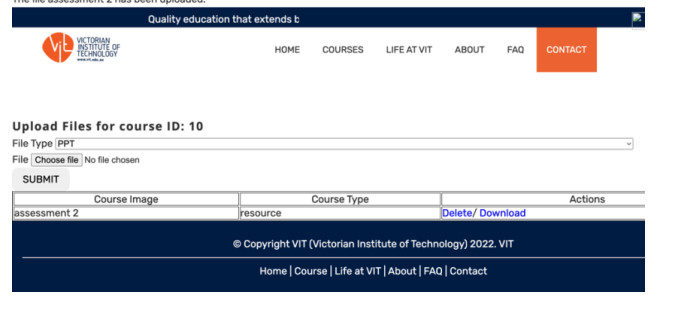 The file assessment 2 has been uploaded.
Quality education that extends b
VIT VICTORIAN
INSTITUTE OF
TECHNOLOGY
www.vit.edu.au
HOME COURSES LIFE AT VIT ABOUT FAQ CONTACT
Upload Files for course ID: 10
File Type PPT
File Choose file No file chosen
SUBMIT
Course Image Course Type Actions
assessment 2 resource Delete/ Download
© Copyright VIT (Victorian Institute of Technology) 2022. VIT
Home | Course | Life at VIT | About | FAQ | Contact